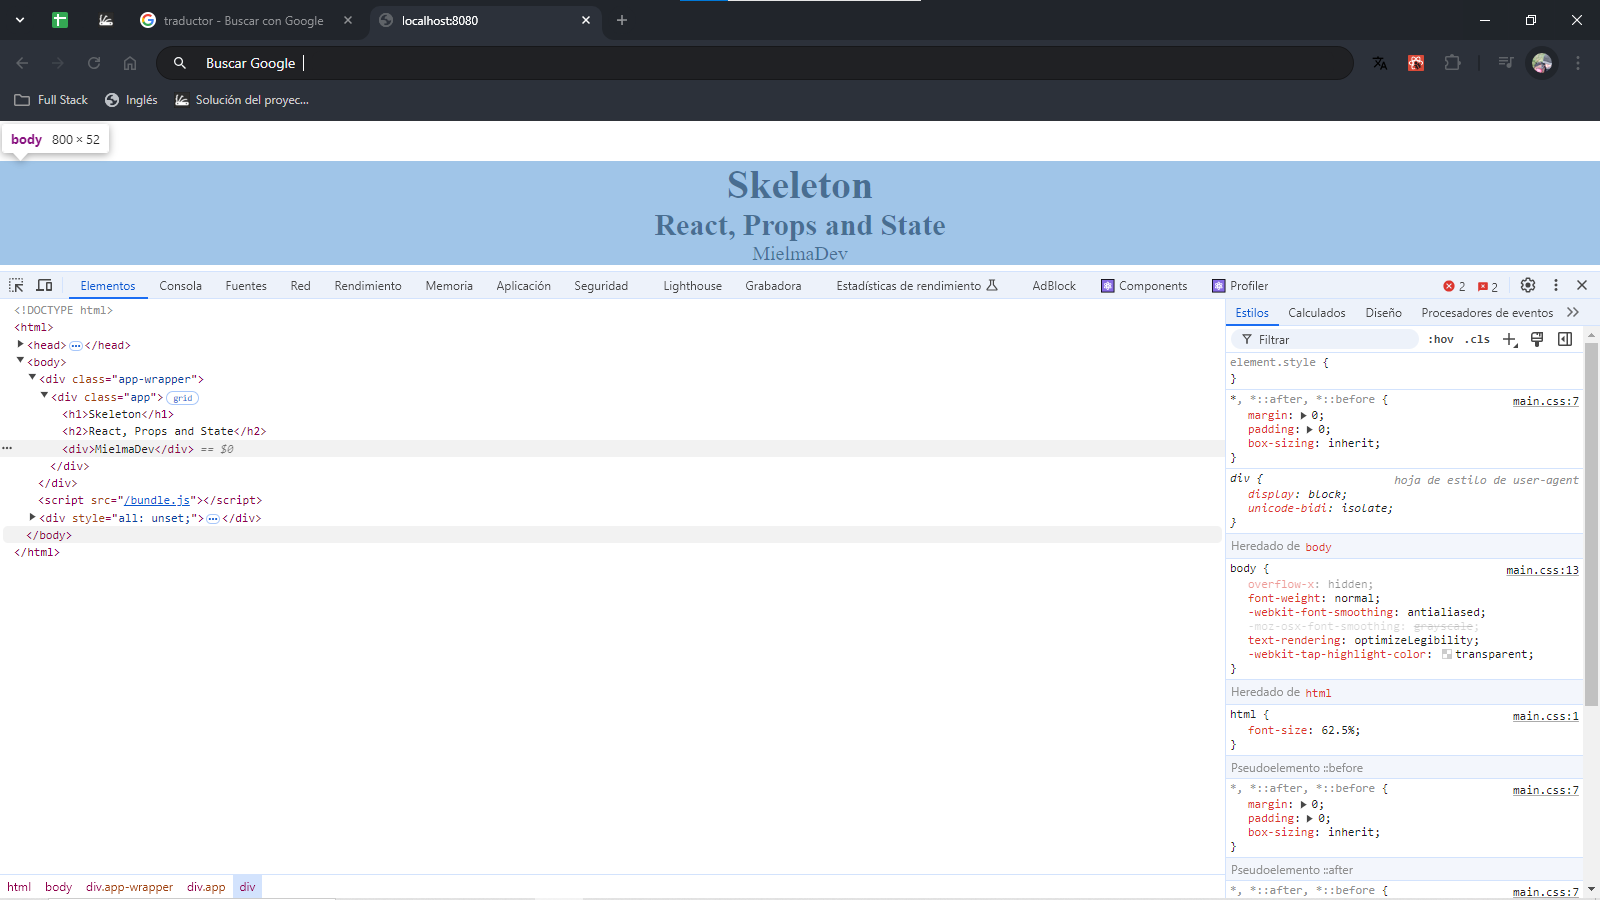 traductor - Buscar con Google
localhost:8080
Buscar Google
Full Stack
Inglés
Solución del proyec...
body 800 × 52
Skeleton
React, Props and State
MielmaDev
Elementos Consola Fuentes Red Rendimiento Memoria Aplicación Seguridad Lighthouse Grabadora Estadísticas de rendimiento AdBlock Components Profiler 2 2
<!DOCTYPE html>
<html>
<head>…</head>
<body>
<div class="app-wrapper">
<div class="app"> grid
<h1>Skeleton</h1>
<h2>React, Props and State</h2>
<div>MielmaDev</div> == $0
</div>
</div>
<script src="/bundle.js"></script>
<div style="all: unset;">…</div>
</body>
</html>
html body div.app-wrapper div.app div
Estilos Calculados Diseño Procesadores de eventos
Filtrar :hov .cls
element.style {
}
*, *::after, *::before { main.css:7
margin: 0;
padding: 0;
box-sizing: inherit;
}
div { hoja de estilo de user-agent
display: block;
unicode-bidi: isolate;
}
Heredado de body
body { main.css:13
overflow-x: hidden;
font-weight: normal;
-webkit-font-smoothing: antialiased;
-moz-osx-font-smoothing: grayscale;
text-rendering: optimizeLegibility;
-webkit-tap-highlight-color: transparent;
}
Heredado de html
html { main.css:1
font-size: 62.5%;
}
Pseudoelemento ::before
*, *::after, *::before { main.css:7
margin: 0;
padding: 0;
box-sizing: inherit;
}
Pseudoelemento ::after
*, *::after, *::before { main.css:7